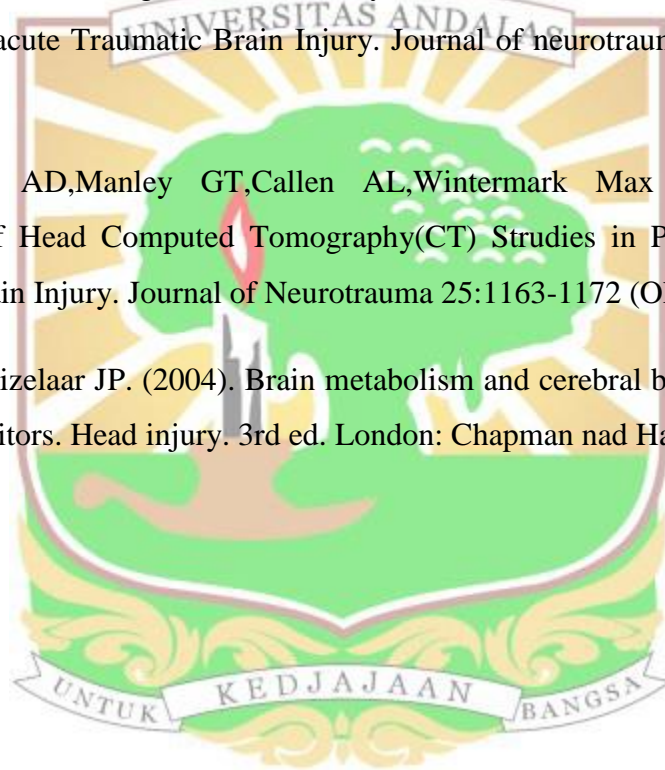 UNIVERSITAS ANDALAS
acute Traumatic Brain Injury. Journal of neurotraum
AD,Manley GT,Callen AL,Wintermark Max
f Head Computed Tomography(CT) Strudies in P
in Injury. Journal of Neurotrauma 25:1163-1172 (O
izelaar JP. (2004). Brain metabolism and cerebral b
itors. Head injury. 3rd ed. London: Chapman nad Ha
UNTUK KEDJAJAAN BANGSA